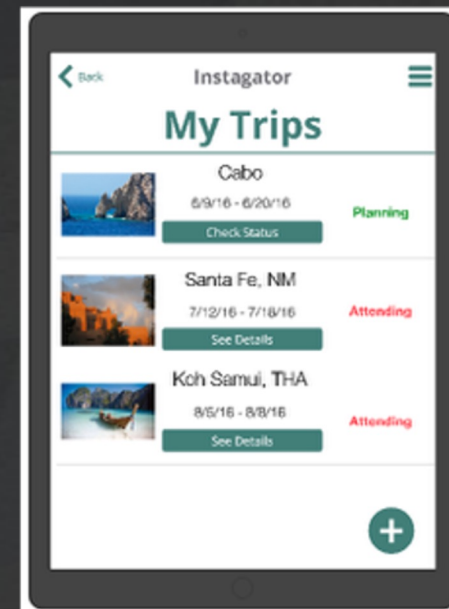 Back
Instagator
My Trips
Cabo
6/9/16 - 6/20/16
Planning
Check Status
Santa Fe, NM
7/12/16 - 7/18/16
Attending
See Details
Koh Samui, THA
8/5/16 - 8/8/16
Attending
See Details